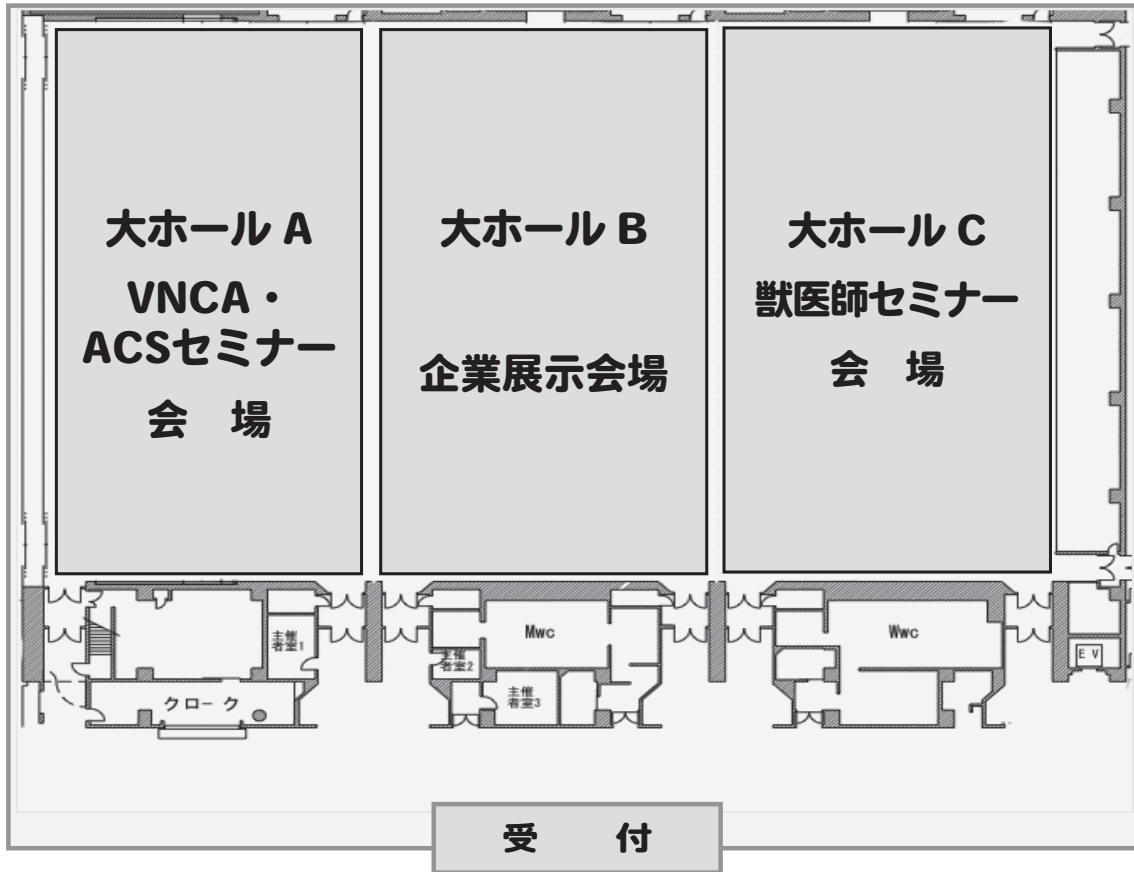 大ホール A
VNCA・
ACSセミナー
会　場
大ホール B
企業展示会場
大ホール C
獣医師セミナー
会　場
主催
者室1
クローク
Mwc
主催
者室2
主催
者室3
Wwc
EV
受　付